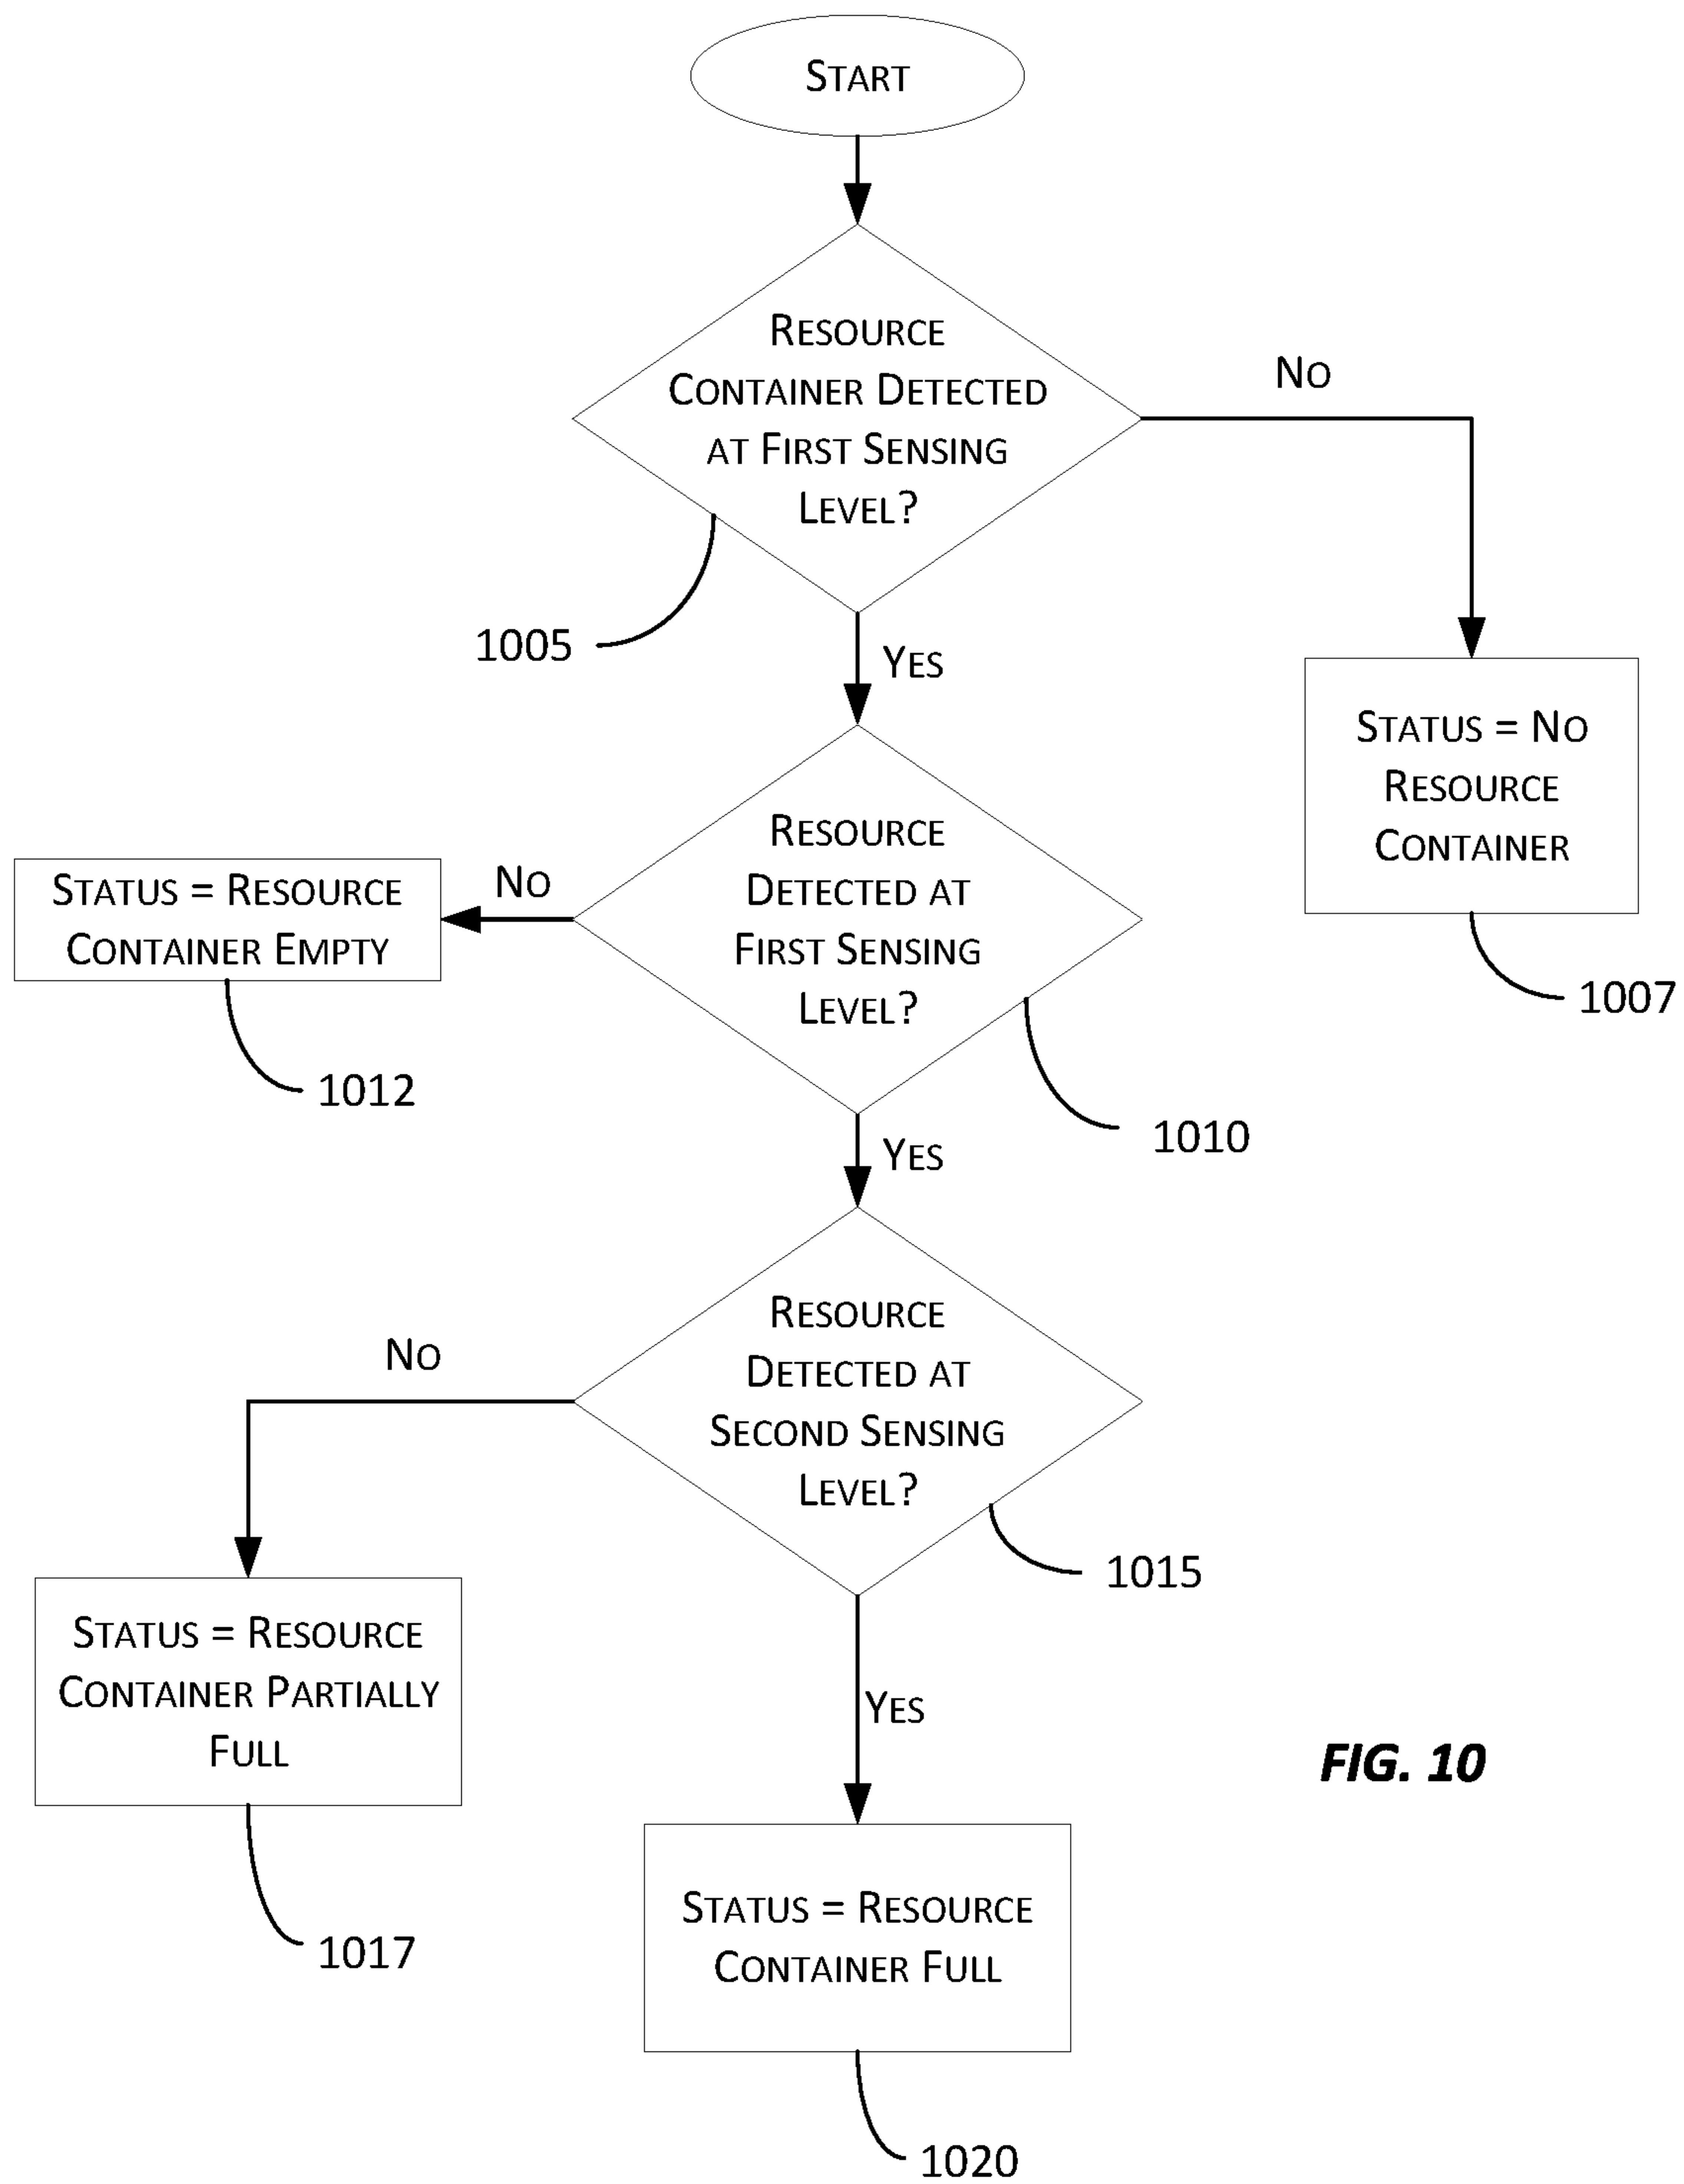 START
RESOURCE
CONTAINER DETECTED
AT FIRST SENSING
LEVEL?
NO
1005
YES
STATUS = NO
RESOURCE
CONTAINER
1007
RESOURCE
DETECTED AT
FIRST SENSING
LEVEL?
NO
STATUS = RESOURCE
CONTAINER EMPTY
1012
1010
YES
RESOURCE
DETECTED AT
SECOND SENSING
LEVEL?
NO
1015
STATUS = RESOURCE
CONTAINER PARTIALLY
FULL
1017
YES
FIG. 10
STATUS = RESOURCE
CONTAINER FULL
1020